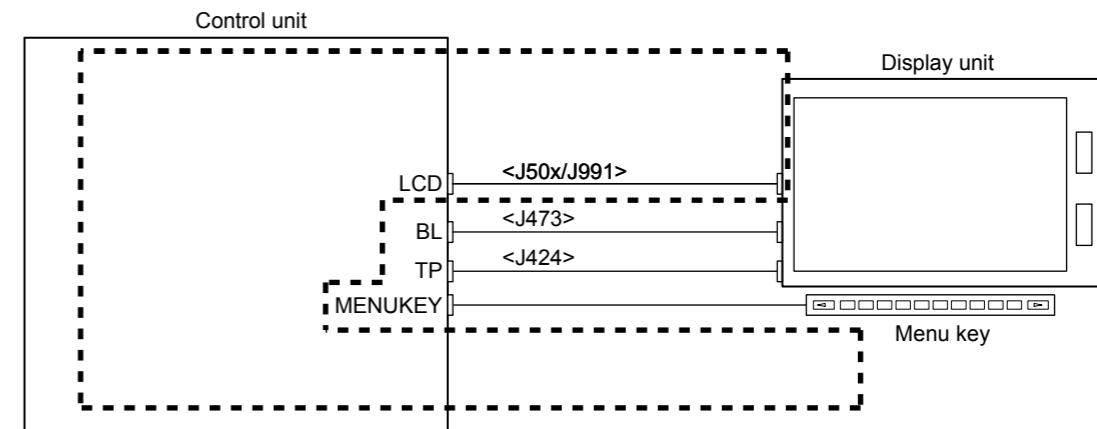 Control unit
Display unit
LCD
<J50x/J991>
BL
<J473>
TP
<J424>
MENUKEY
Menu key